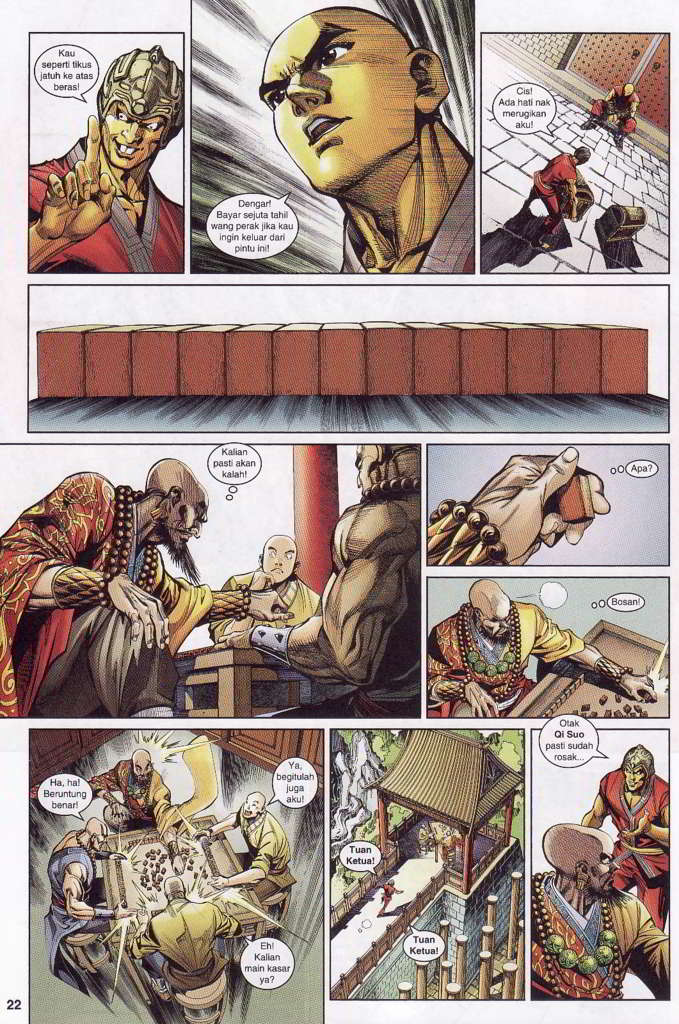 Kau
seperti tikus
jatuh ke atas
beras!
Dengar!
Bayar sejuta tahil
wang perak jika kau
ingin keluar dari
pintu ini!
Cis!
Ada hati nak
merugikan
aku!
Kalian
pasti akan
kalah!
Apa?
Bosan!
Ha, ha!
Beruntung
benar!
Ya,
begitulah
juga
aku!
Eh!
Kalian
main kasar
ya?
Tuan
Ketua!
Tuan
Ketua!
Otak
Qi Suo
pasti sudah
rosak...
22